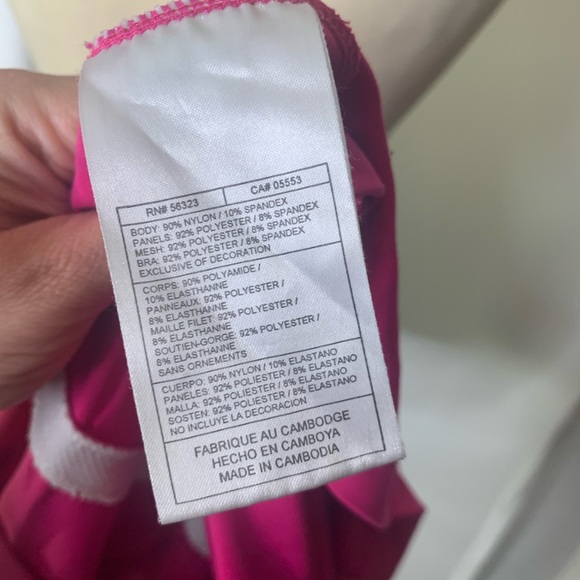 RN# 56323 CA# 05553
BODY: 90% NYLON / 10% SPANDEX
PANELS: 92% POLYESTER / 8% SPANDEX
MESH: 92% POLYESTER / 8% SPANDEX
BRA: 92% POLYESTER / 8% SPANDEX
EXCLUSIVE OF DECORATION
CORPS: 90% POLYAMIDE /
10% ELASTHANNE
PANNEAUX: 92% POLYESTER /
8% ELASTHANNE
MAILLE FILET: 92% POLYESTER /
8% ELASTHANNE
SOUTIEN-GORGE: 92% POLYESTER /
8% ELASTHANNE
SANS ORNEMENTS
CUERPO: 90% NYLON / 10% ELASTANO
PANELES: 92% POLIESTER / 8% ELASTANO
MALLA: 92% POLIESTER / 8% ELASTANO
SOSTEN: 92% POLIESTER / 8% ELASTANO
NO INCLUYE LA DECORACION
FABRIQUE AU CAMBODGE
HECHO EN CAMBOYA
MADE IN CAMBODIA